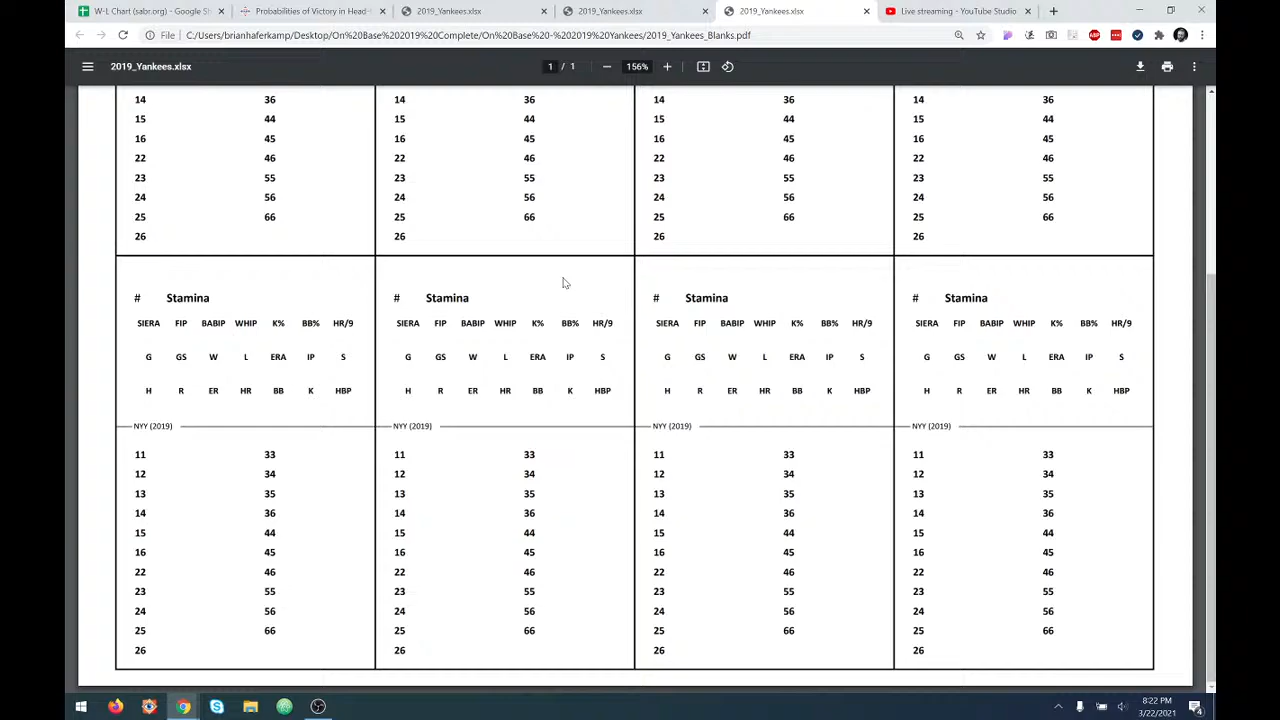 W-L Chart (sabr.org) - Google S
Probabilities of Victory in Head-
2019_Yankees.xlsx
2019_Yankees.xlsx
2019_Yankees.xlsx
Live streaming - YouTube Studio
File | C:/Users/brianhaferkamp/Desktop/On%20Base%202019%20Complete/On%20Base%20-%202019%20Yankees/2019_Yankees_Blanks.pdf
2019_Yankees.xlsx
1 / 1
156%
14 36 14 36 14 36 14 36
15 44 15 44 15 44 15 44
16 45 16 45 16 45 16 45
22 46 22 46 22 46 22 46
23 55 23 55 23 55 23 55
24 56 24 56 24 56 24 56
25 66 25 66 25 66 25 66
26 26 26 26
# Stamina # Stamina # Stamina # Stamina
SIERA FIP BABIP WHIP K% BB% HR/9 SIERA FIP BABIP WHIP K% BB% HR/9 SIERA FIP BABIP WHIP K% BB% HR/9 SIERA FIP BABIP WHIP K% BB% HR/9
G GS W L ERA IP S G GS W L ERA IP S G GS W L ERA IP S G GS W L ERA IP S
H R ER HR BB K HBP H R ER HR BB K HBP H R ER HR BB K HBP H R ER HR BB K HBP
NYY (2019) NYY (2019) NYY (2019) NYY (2019)
11 33 11 33 11 33 11 33
12 34 12 34 12 34 12 34
13 35 13 35 13 35 13 35
14 36 14 36 14 36 14 36
15 44 15 44 15 44 15 44
16 45 16 45 16 45 16 45
22 46 22 46 22 46 22 46
23 55 23 55 23 55 23 55
24 56 24 56 24 56 24 56
25 66 25 66 25 66 25 66
26 26 26 26
8:22 PM
3/22/2021